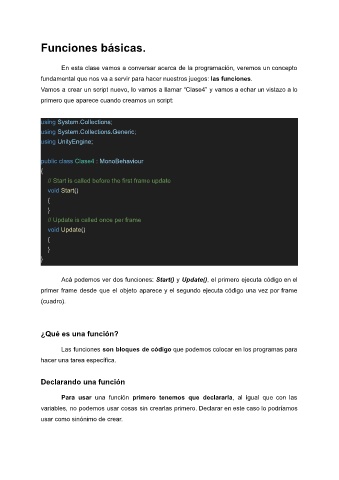 Funciones básicas.
En esta clase vamos a conversar acerca de la programación, veremos un concepto
fundamental que nos va a servir para hacer nuestros juegos: las funciones.
Vamos a crear un script nuevo, lo vamos a llamar "Clase4" y vamos a echar un vistazo a lo
primero que aparece cuando creamos un script:
using System.Collections;
using System.Collections.Generic;
using UnityEngine;
public class Clase4 : MonoBehaviour
{
// Start is called before the first frame update
void Start()
{
}
// Update is called once per frame
void Update()
{
}
}
Acá podemos ver dos funciones: Start() y Update(), el primero ejecuta código en el
primer frame desde que el objeto aparece y el segundo ejecuta código una vez por frame
(cuadro).
¿Qué es una función?
Las funciones son bloques de código que podemos colocar en los programas para
hacer una tarea específica.
Declarando una función
Para usar una función primero tenemos que declararla, al igual que con las
variables, no podemos usar cosas sin crearlas primero. Declarar en este caso lo podríamos
usar como sinónimo de crear.